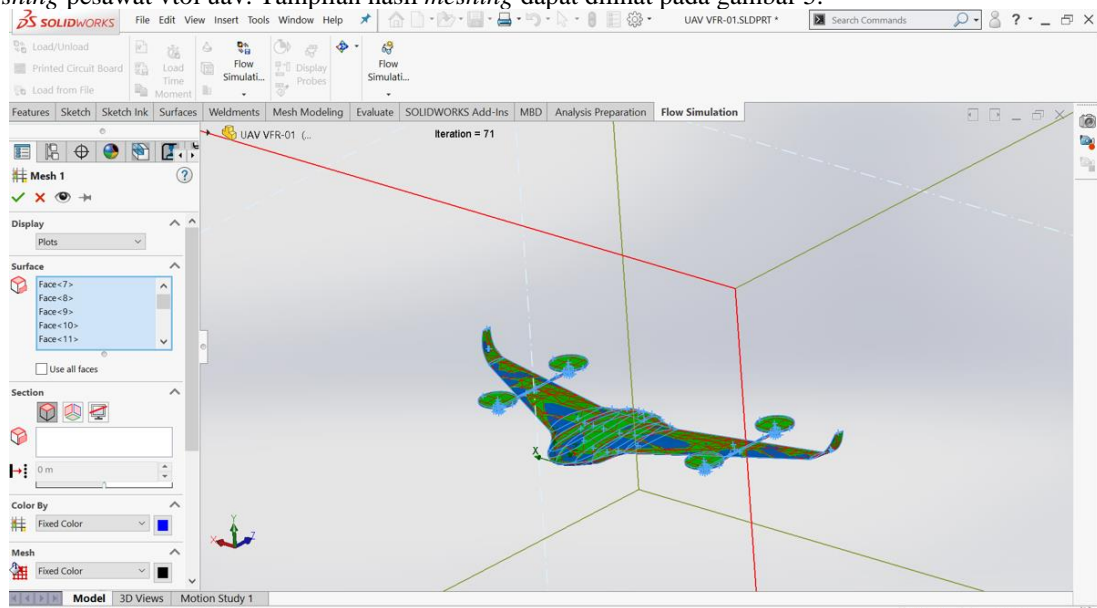 pesawat vtol uav. Tampilan hasil meshing dapat dilihat pada gambar 5.
SOLIDWORKS File Edit View Insert Tools Window Help UAV VFR-01.SLDPRT * Search Commands ?
Load/Unload
Printed Circuit Board
Load from File
Load
Time
Moment
Flow
Simulati...
Display
Probes
Flow
Simulati...
Features Sketch Sketch Ink Surfaces Weldments Mesh Modeling Evaluate SOLIDWORKS Add-Ins MBD Analysis Preparation Flow Simulation
UAV VFR-01 (...
Iteration = 71
Mesh 1
Display
Plots
Surface
Face<7>
Face<8>
Face<9>
Face<10>
Face<11>
Use all faces
Section
0 m
Color By
Fixed Color
Mesh
Fixed Color
X
Y
X
Z
Model 3D Views Motion Study 1